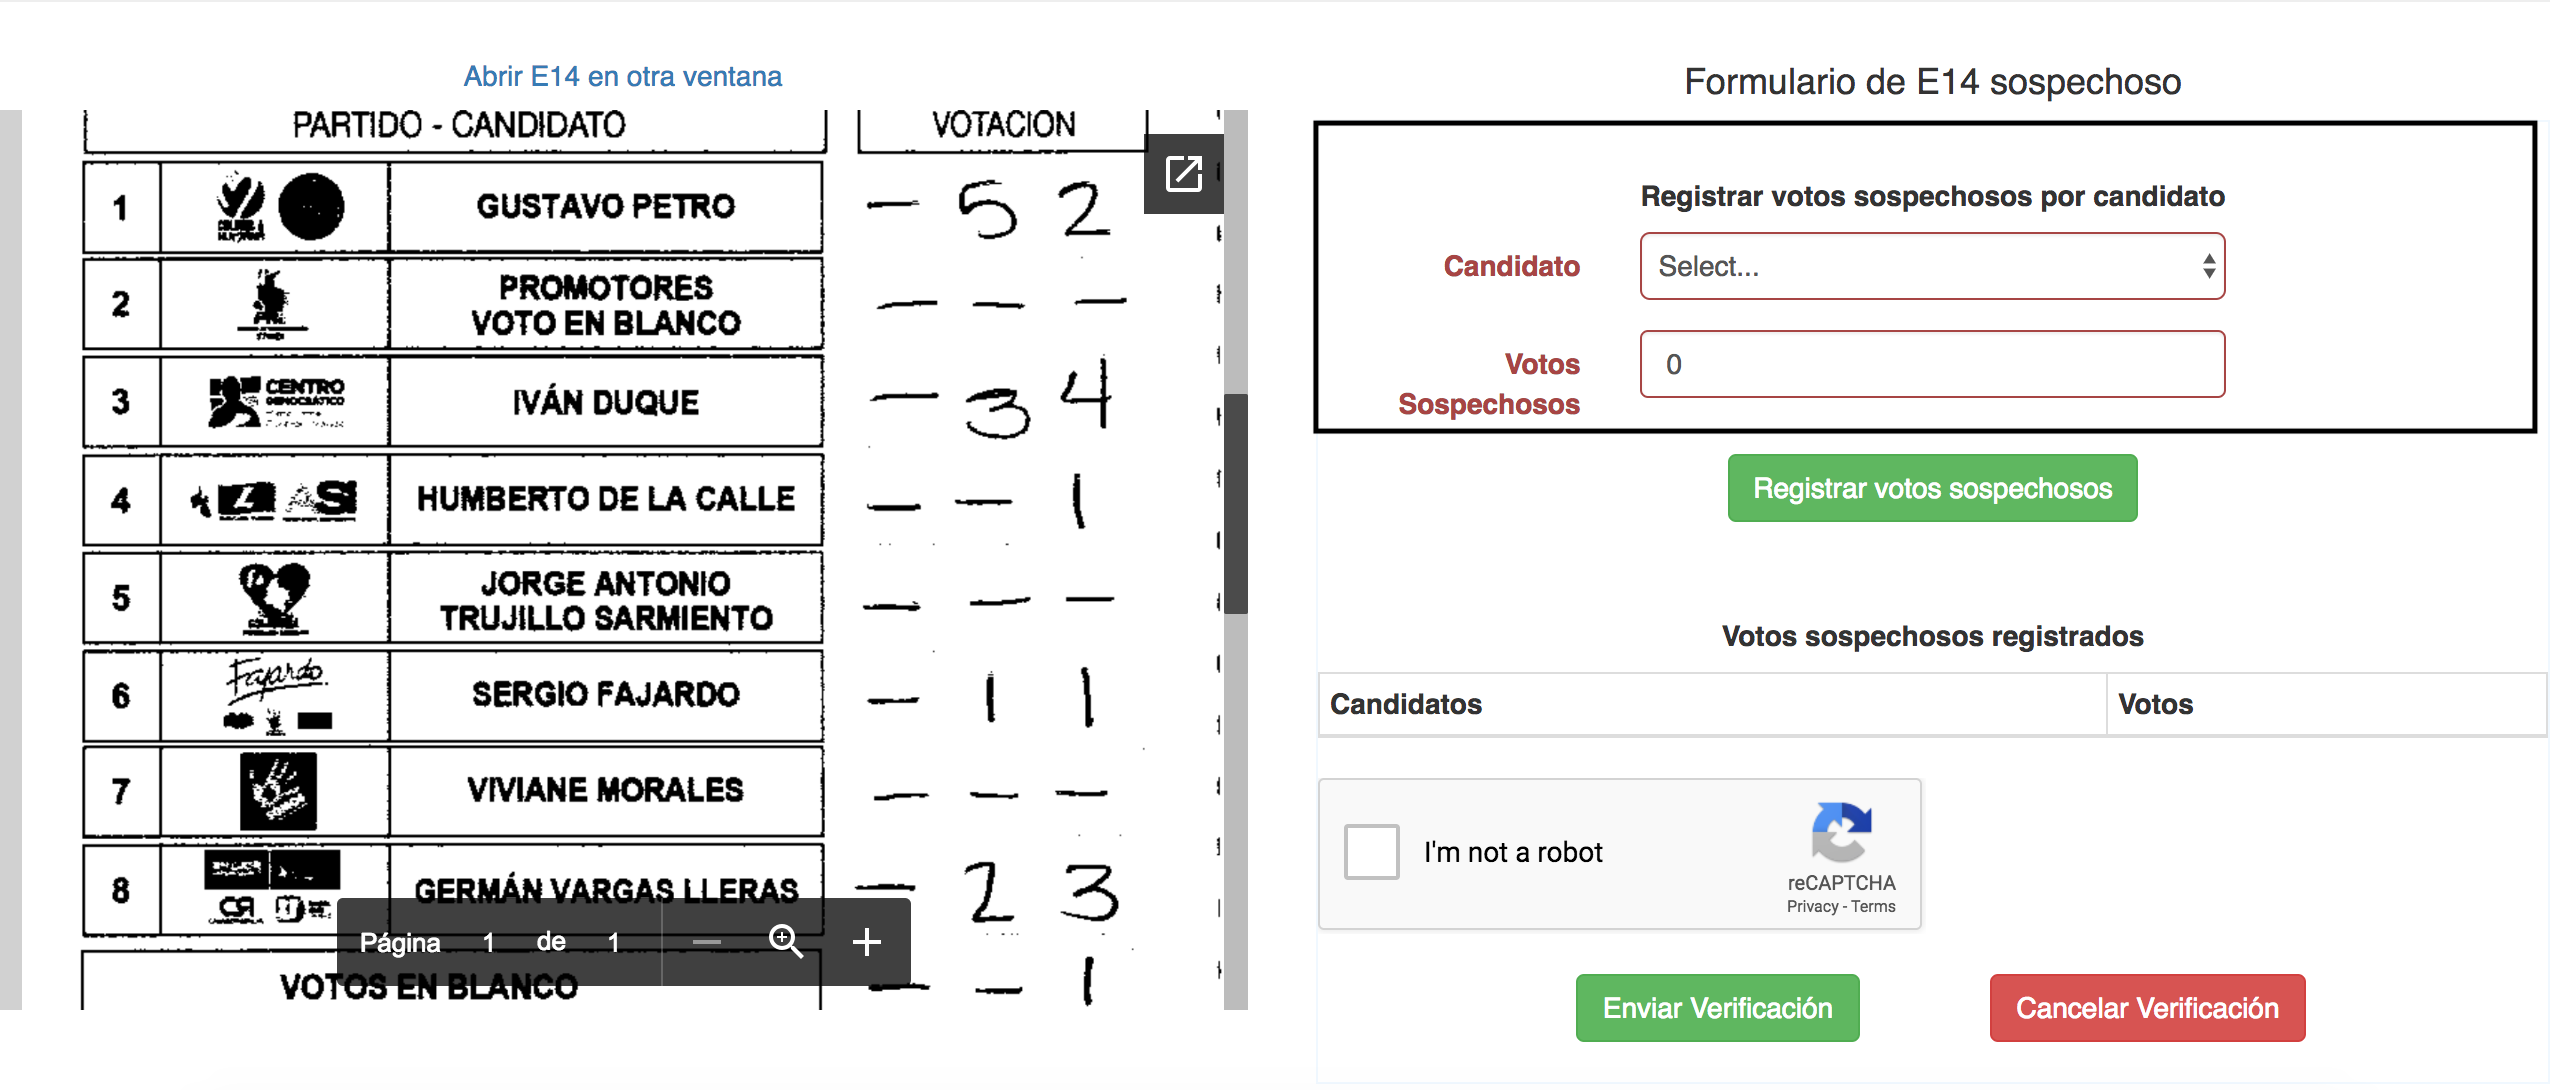 Abrir E14 en otra ventana
PARTIDO - CANDIDATO VOTACION
1 GUSTAVO PETRO - 5 2
2 PROMOTORES
VOTO EN BLANCO - - -
3 CENTRO
DEMOCRÁTICO
IVÁN DUQUE - 3 4
4 HUMBERTO DE LA CALLE - - 1
5 JORGE ANTONIO
TRUJILLO SARMIENTO - - -
6 Fajardo SERGIO FAJARDO - 1 1
7 VIVIANE MORALES - - -
8 CR GERMÁN VARGAS LLERAS - 2 3
Página 1 de 1
VOTOS EN BLANCO - - 1
Formulario de E14 sospechoso
Registrar votos sospechosos por candidato
Candidato Select...
Votos
Sospechosos 0
Registrar votos sospechosos
Votos sospechosos registrados
Candidatos Votos
I'm not a robot
reCAPTCHA
Privacy - Terms
Enviar Verificación Cancelar Verificación